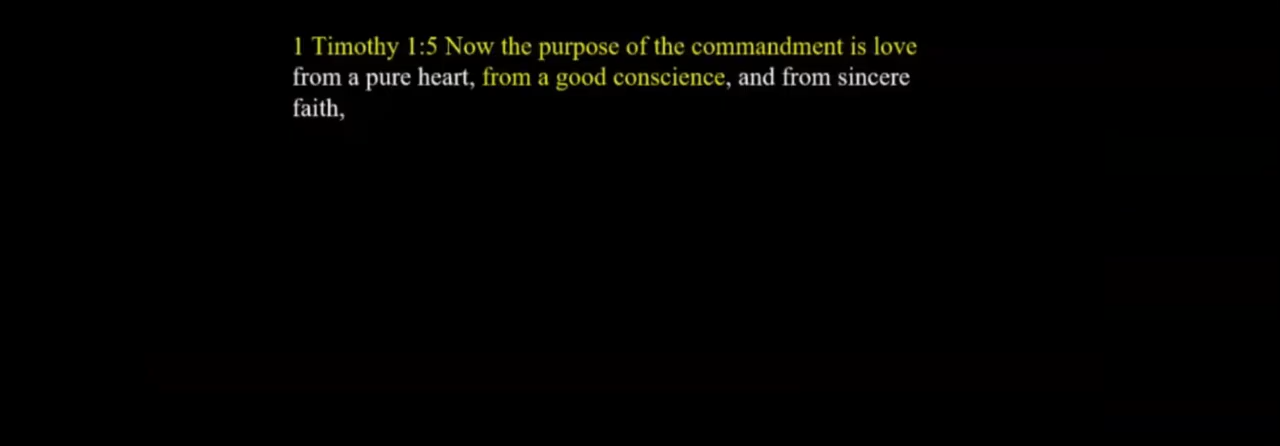 1 Timothy 1:5 Now the purpose of the commandment is love
from a pure heart, from a good conscience, and from sincere
faith,